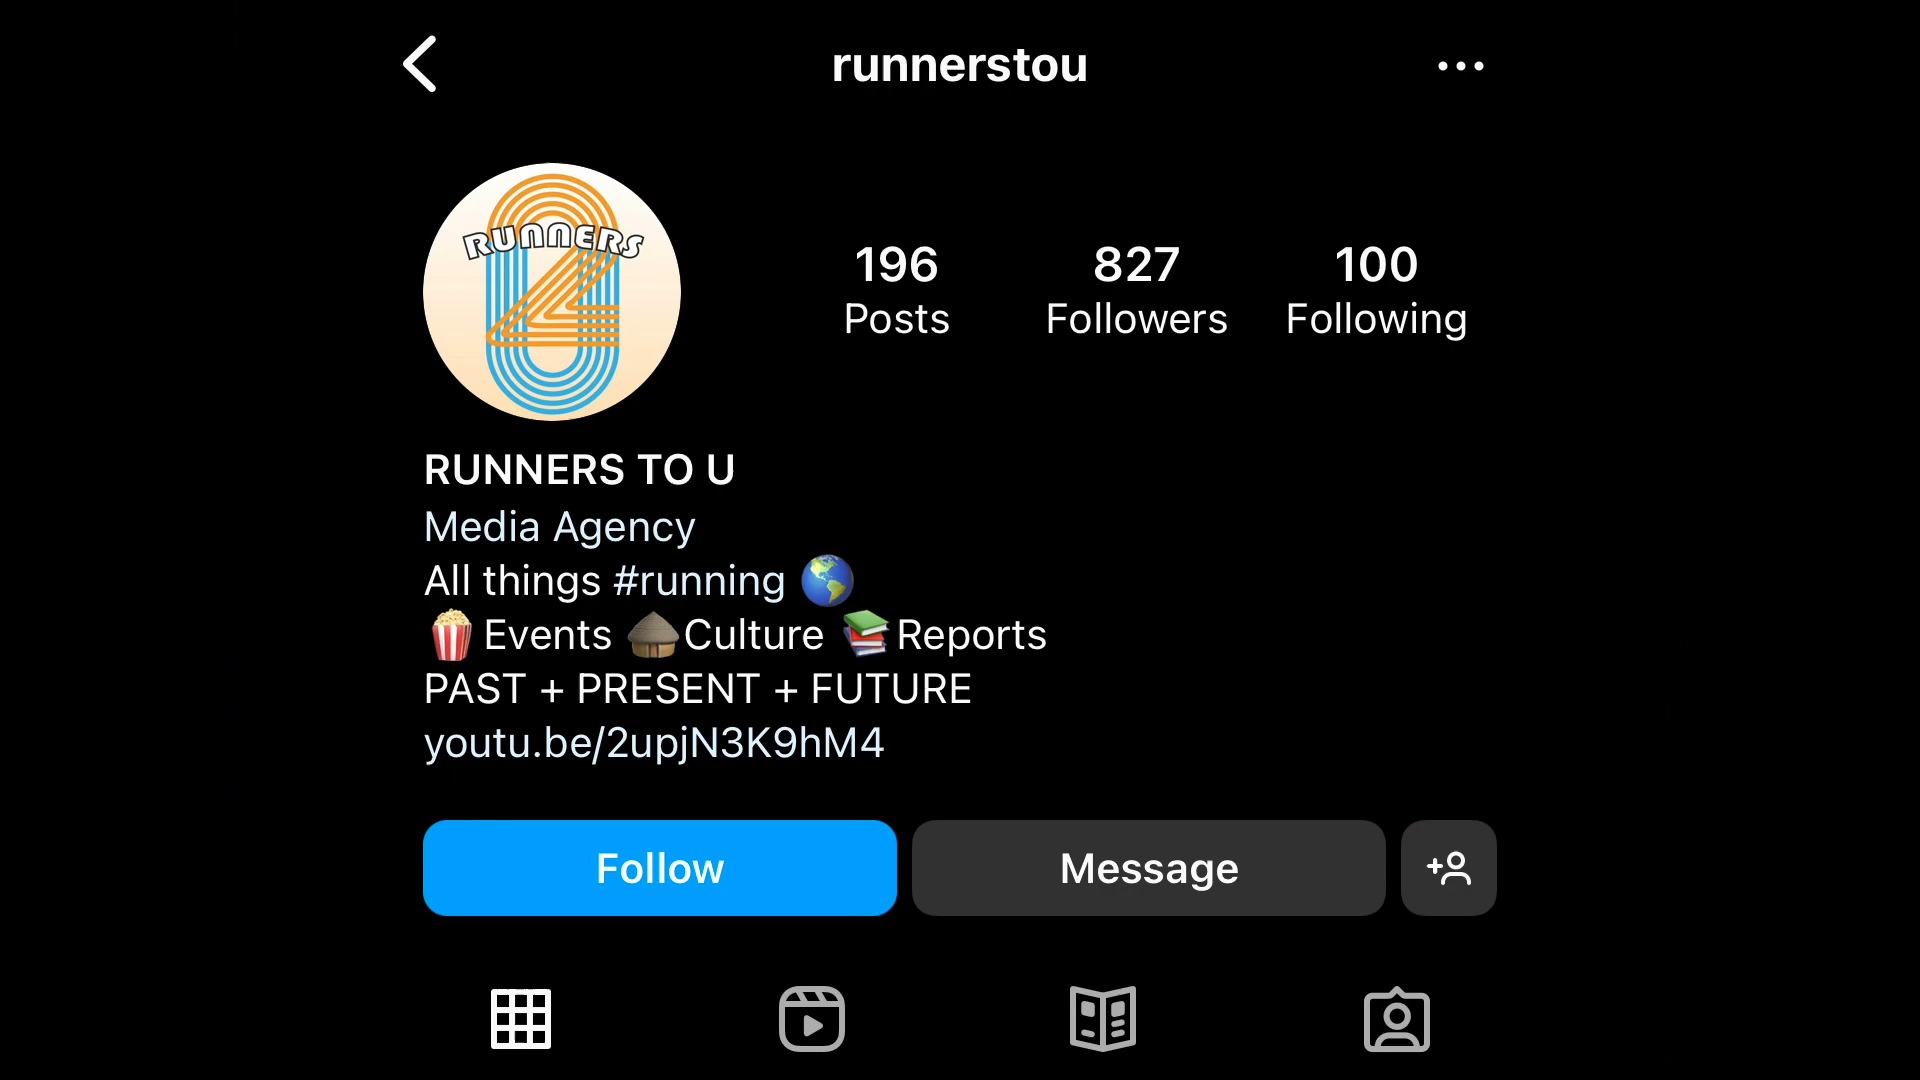 runnerstou
RUNNERS
196 Posts
827 Followers
100 Following
RUNNERS TO U
Media Agency
All things #running 🌎
🍿Events 🛖Culture 📚Reports
PAST + PRESENT + FUTURE
youtu.be/2upjN3K9hM4
Follow
Message